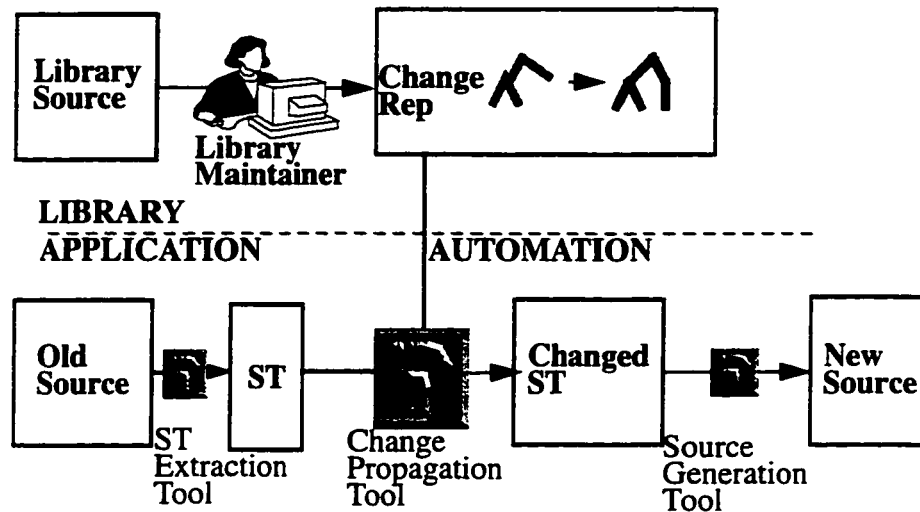 Library
Source
Library
Maintainer
Change
Rep
LIBRARY
APPLICATION
AUTOMATION
Old
Source
ST
Extraction
Tool
ST
Change
Propagation
Tool
Changed
ST
Source
Generation
Tool
New
Source